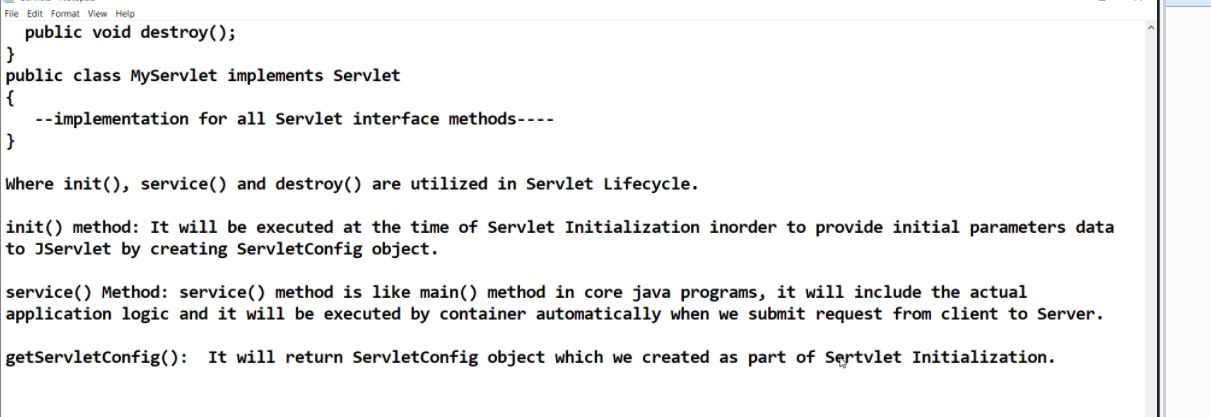 File Edit Format View Help
public void destroy();
}
public class MyServlet implements Servlet
{
--implementation for all Servlet interface methods----
}
Where init(), service() and destroy() are utilized in Servlet Lifecycle.
init() method: It will be executed at the time of Servlet Initialization inorder to provide initial parameters data
to JServlet by creating ServletConfig object.
service() Method: service() method is like main() method in core java programs, it will include the actual
application logic and it will be executed by container automatically when we submit request from client to Server.
getServletConfig(): It will return ServletConfig object which we created as part of Sertvlet Initialization.